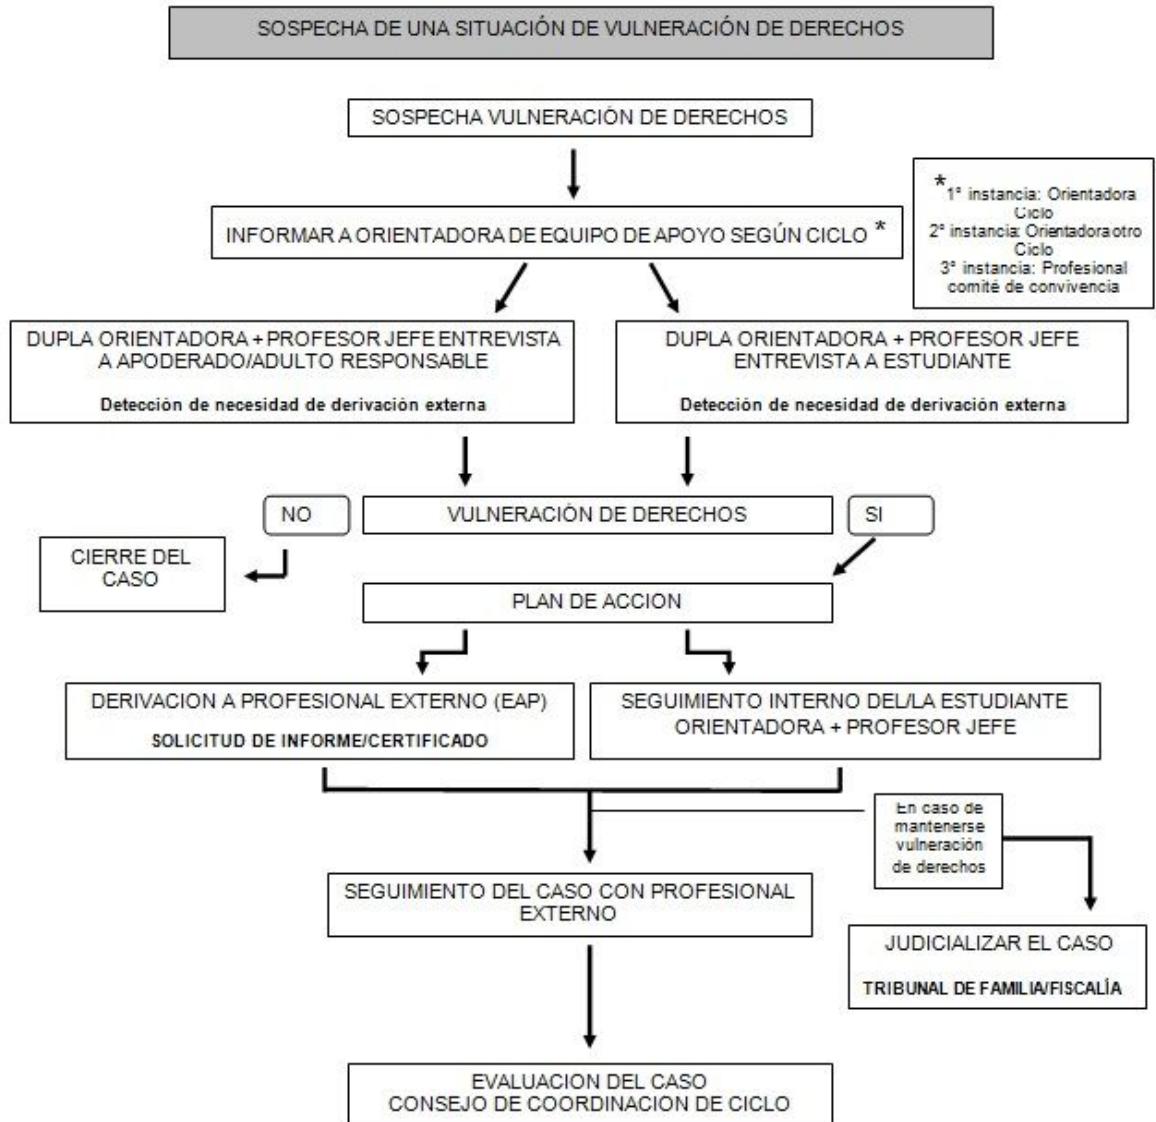 SOSPECHA DE UNA SITUACIÓN DE VULNERACIÓN DE DERECHOS
SOSPECHA VULNERACIÓN DE DERECHOS
INFORMAR A ORIENTADORA DE EQUIPO DE APOYO SEGÚN CICLO *
*1° instancia: Orientadora
Ciclo
2° instancia: Orientadora otro
Ciclo
3° instancia: Profesional
comité de convivencia
DUPLA ORIENTADORA + PROFESOR JEFE ENTREVISTA
A APODERADO/ADULTO RESPONSABLE
Detección de necesidad de derivación externa
DUPLA ORIENTADORA + PROFESOR JEFE
ENTREVISTA A ESTUDIANTE
Detección de necesidad de derivación externa
NO
VULNERACIÓN DE DERECHOS
SI
CIERRE DEL
CASO
PLAN DE ACCION
DERIVACION A PROFESIONAL EXTERNO (EAP)
SOLICITUD DE INFORME/CERTIFICADO
SEGUIMIENTO INTERNO DEL/LA ESTUDIANTE
ORIENTADORA + PROFESOR JEFE
En caso de
mantenerse
vulneración
de derechos
SEGUIMIENTO DEL CASO CON PROFESIONAL
EXTERNO
JUDICIALIZAR EL CASO
TRIBUNAL DE FAMILIA/FISCALÍA
EVALUACION DEL CASO
CONSEJO DE COORDINACION DE CICLO